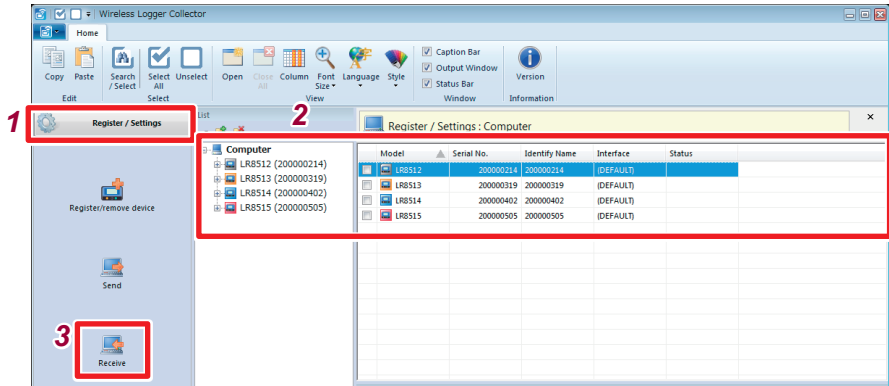 Wireless Logger Collector
Home
Copy Paste Search / Select Select All Unselect Open Close All Column Font Size Language Style
Caption Bar
Output Window
Status Bar
Version
Edit Select View Window Information
1
Register / Settings
List
2
Register / Settings : Computer
x
Computer
LR8512 (200000214)
LR8513 (200000319)
LR8514 (200000402)
LR8515 (200000505)
Model Serial No. Identify Name Interface Status
LR8512 200000214 200000214 (DEFAULT)
LR8513 200000319 200000319 (DEFAULT)
LR8514 200000402 200000402 (DEFAULT)
LR8515 200000505 200000505 (DEFAULT)
Register/remove device
Send
3
Receive